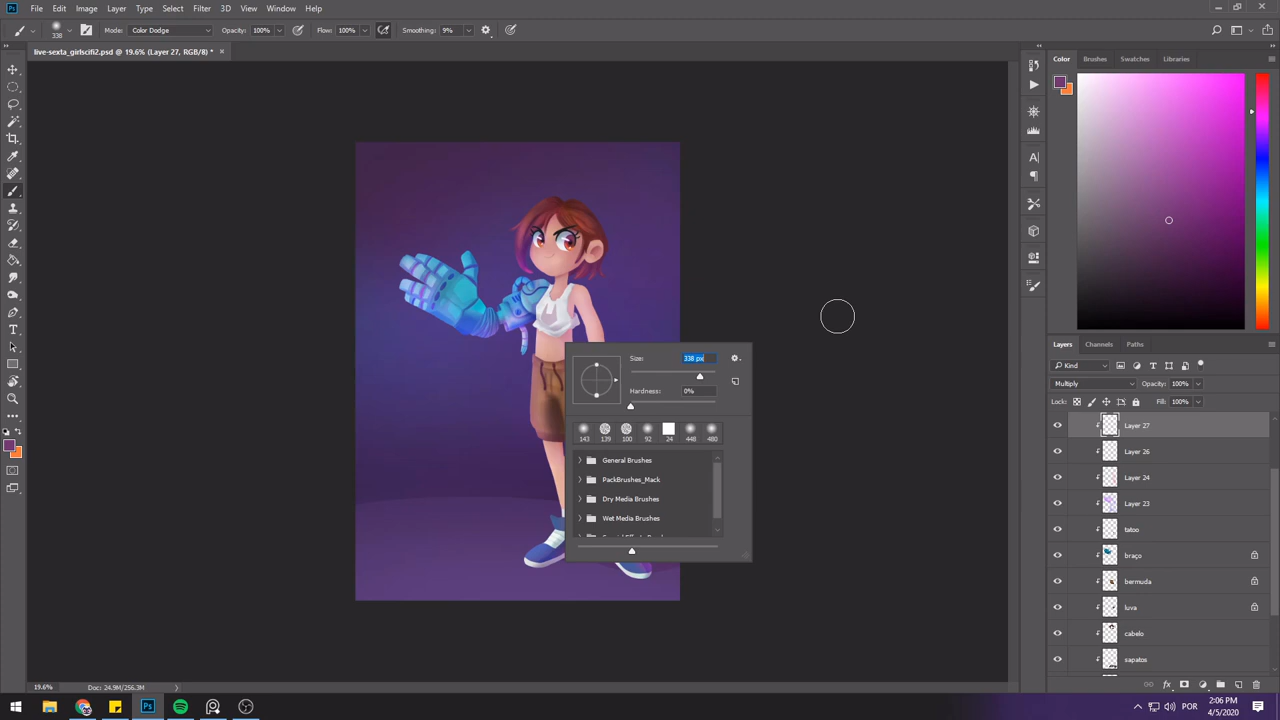 Ps File Edit Image Layer Type Select Filter 3D View Window Help
338 Mode: Color Dodge Opacity: 100% Flow: 100% Smoothing: 9%
live-sexta_girlscifi2.psd @ 19.6% (Layer 27, RGB/8) * ×
Color Brushes Swatches Libraries
Size: 338 px
Hardness: 0%
143 139 100 92 24 448 480
General Brushes
PackBrushes_Mack
Dry Media Brushes
Wet Media Brushes
Layers Channels Paths
Kind
Multiply Opacity: 100%
Lock: Fill: 100%
Layer 27
Layer 26
Layer 24
Layer 23
tatoo
braço
bermuda
luva
cabelo
sapatos
19.6% Doc: 24.9M/256.3M
Ps POR 2:06 PM
4/5/2020